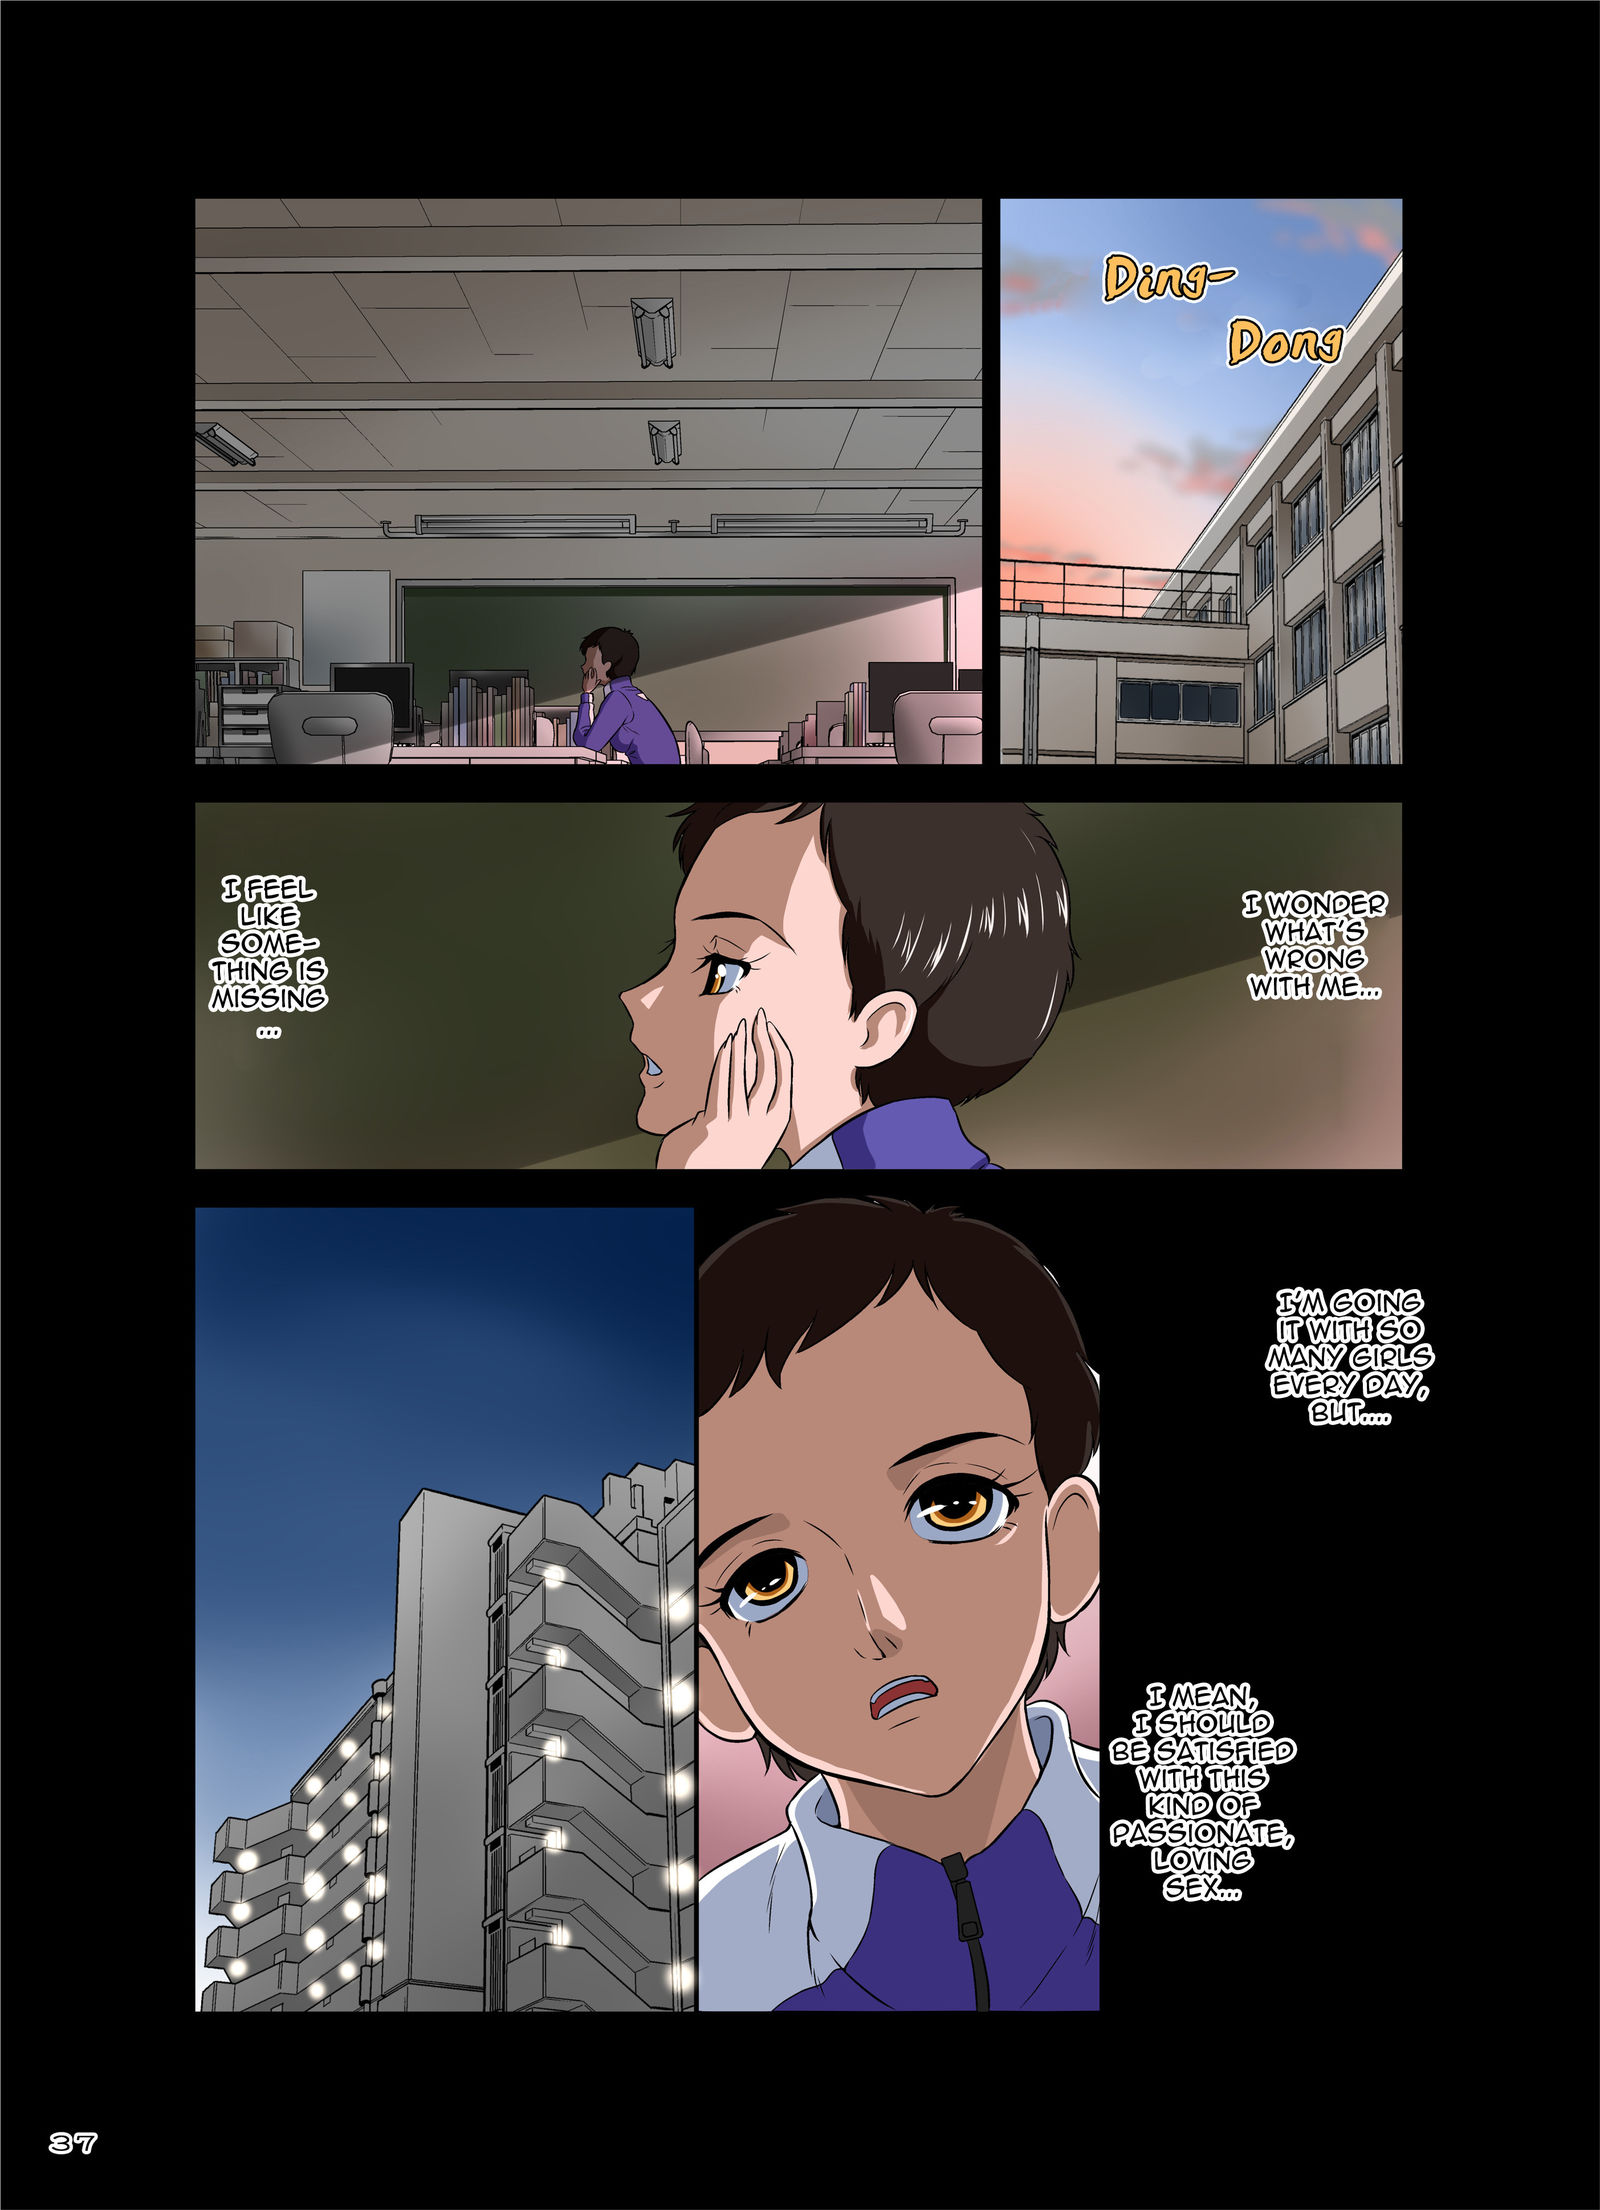 Ding-
Dong
I WONDER
WHAT'S
WRONG
WITH ME...
I FEEL
LIKE
SOME-
THING IS
MISSING
...
I'M GOING
IT WITH SO
MANY GIRLS
EVERY DAY,
BUT....
I MEAN,
I SHOULD
BE SATISFIED
WITH THIS
KIND OF
PASSIONATE,
LOVING
SEX...
37